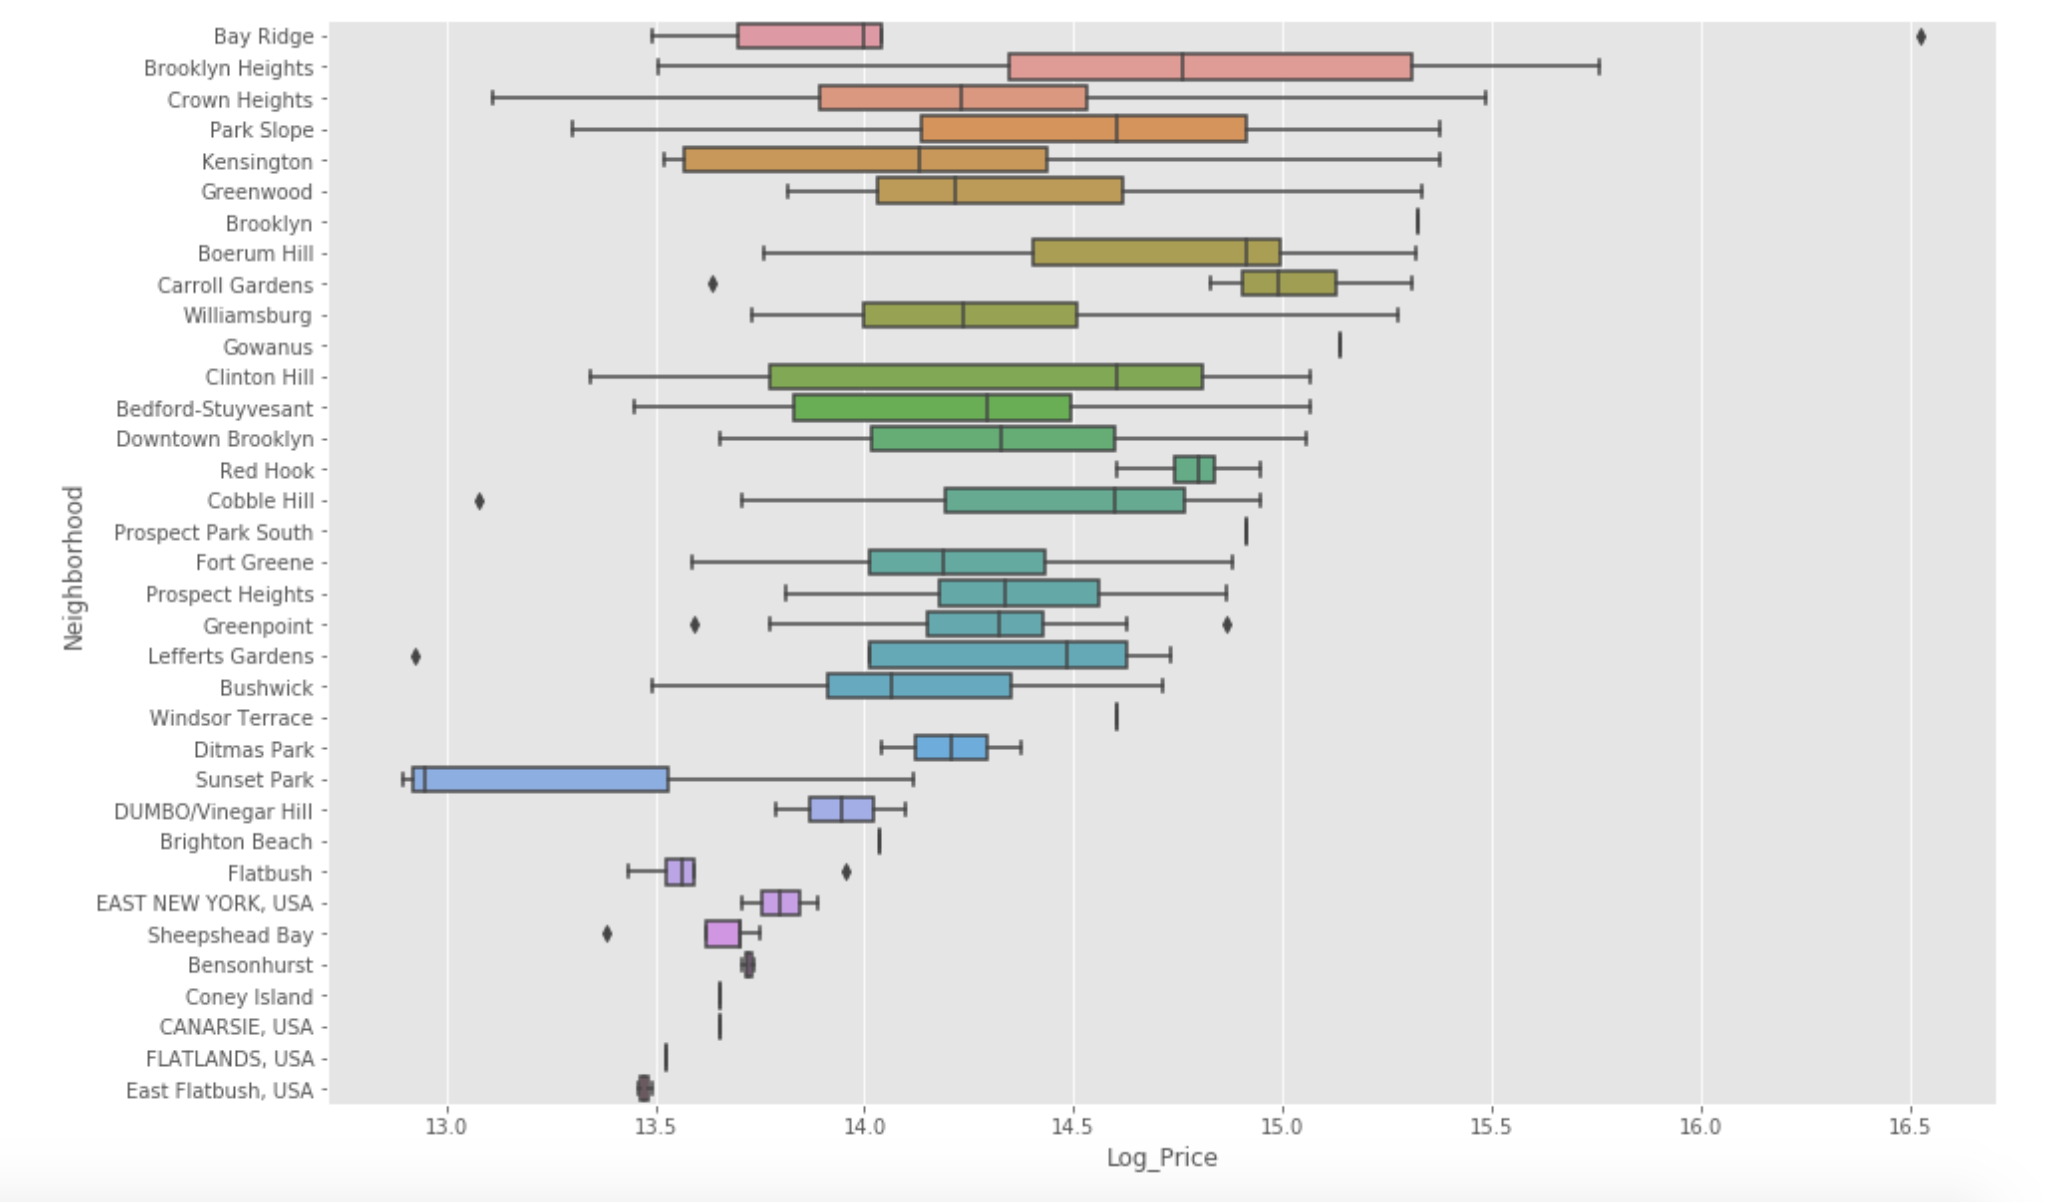 Bay Ridge
Brooklyn Heights
Crown Heights
Park Slope
Kensington
Greenwood
Brooklyn
Boerum Hill
Carroll Gardens
Williamsburg
Gowanus
Clinton Hill
Bedford-Stuyvesant
Downtown Brooklyn
Red Hook
Cobble Hill
Prospect Park South
Fort Greene
Prospect Heights
Greenpoint
Lefferts Gardens
Bushwick
Windsor Terrace
Ditmas Park
Sunset Park
DUMBO/Vinegar Hill
Brighton Beach
Flatbush
EAST NEW YORK, USA
Sheepshead Bay
Bensonhurst
Coney Island
CANARSIE, USA
FLATLANDS, USA
East Flatbush, USA
Neighborhood
13.0 13.5 14.0 14.5 15.0 15.5 16.0 16.5
Log_Price